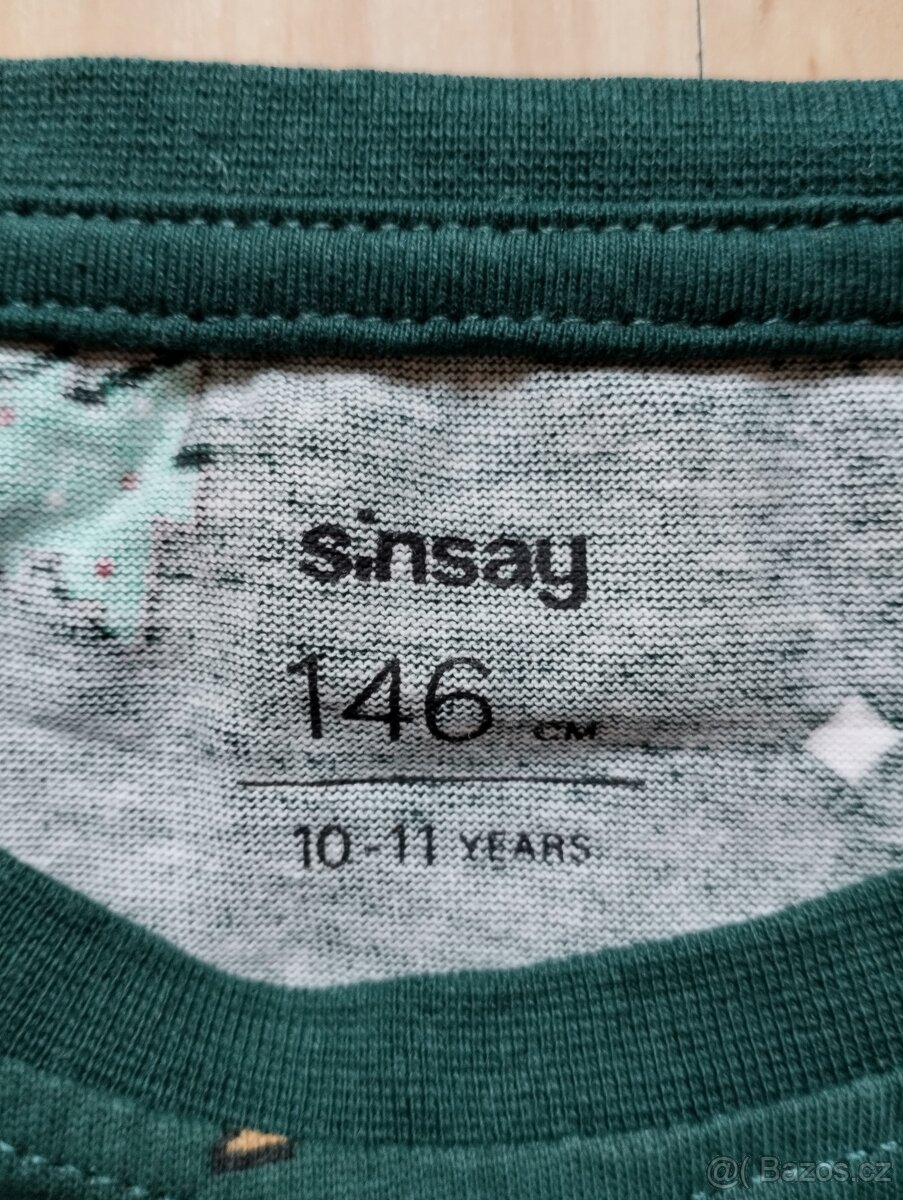 sinsay
146 CM
10-11 YEARS
@( Bazos.cz